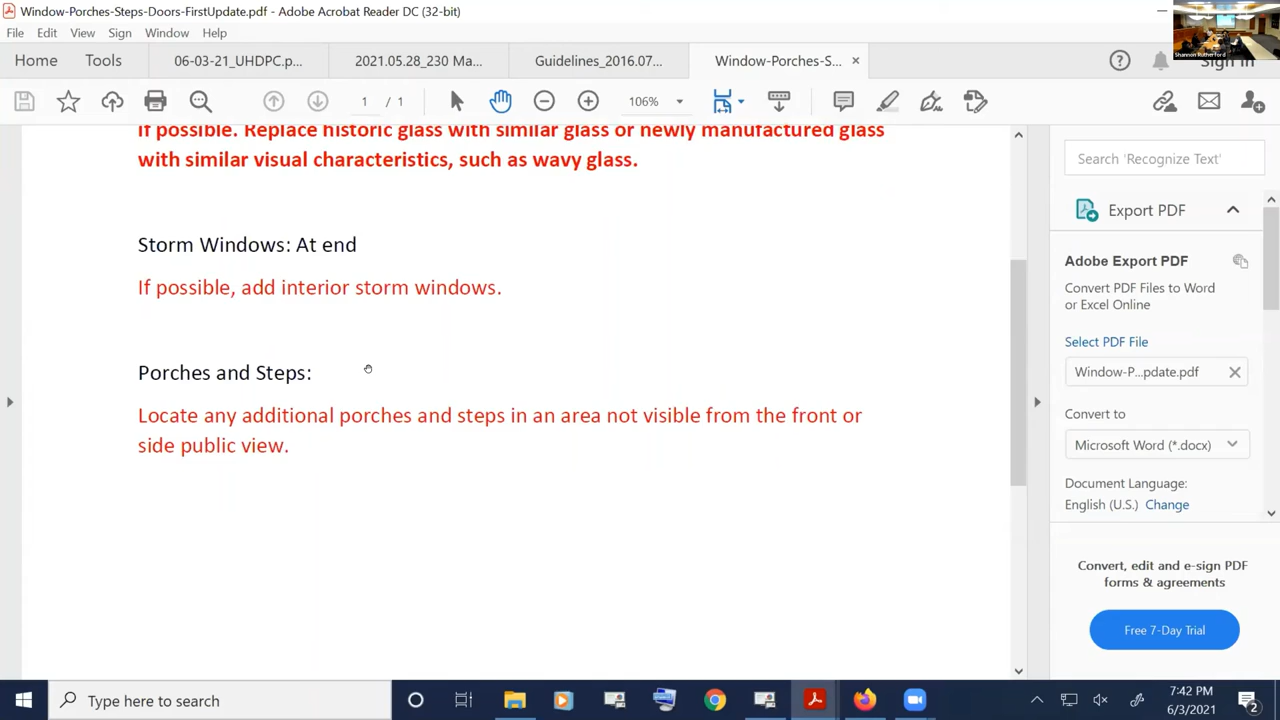 Window-Porches-Steps-Doors-FirstUpdate.pdf - Adobe Acrobat Reader DC (32-bit)
File Edit View Sign Window Help
Shannon Rutherford
Home Tools 06-03-21_UHDPC.p... 2021.05.28_230 Ma... Guidelines_2016.07... Window-Porches-S... × Sign In
1 / 1 106%
If possible. Replace historic glass with similar glass or newly manufactured glass
with similar visual characteristics, such as wavy glass.
Storm Windows: At end
If possible, add interior storm windows.
Porches and Steps:
Locate any additional porches and steps in an area not visible from the front or
side public view.
Search 'Recognize Text'
Export PDF
Adobe Export PDF
Convert PDF Files to Word
or Excel Online
Select PDF File
Window-P...pdate.pdf
Convert to
Microsoft Word (*.docx)
Document Language:
English (U.S.) Change
Convert, edit and e-sign PDF
forms & agreements
Free 7-Day Trial
Type here to search
7:42 PM
6/3/2021
2